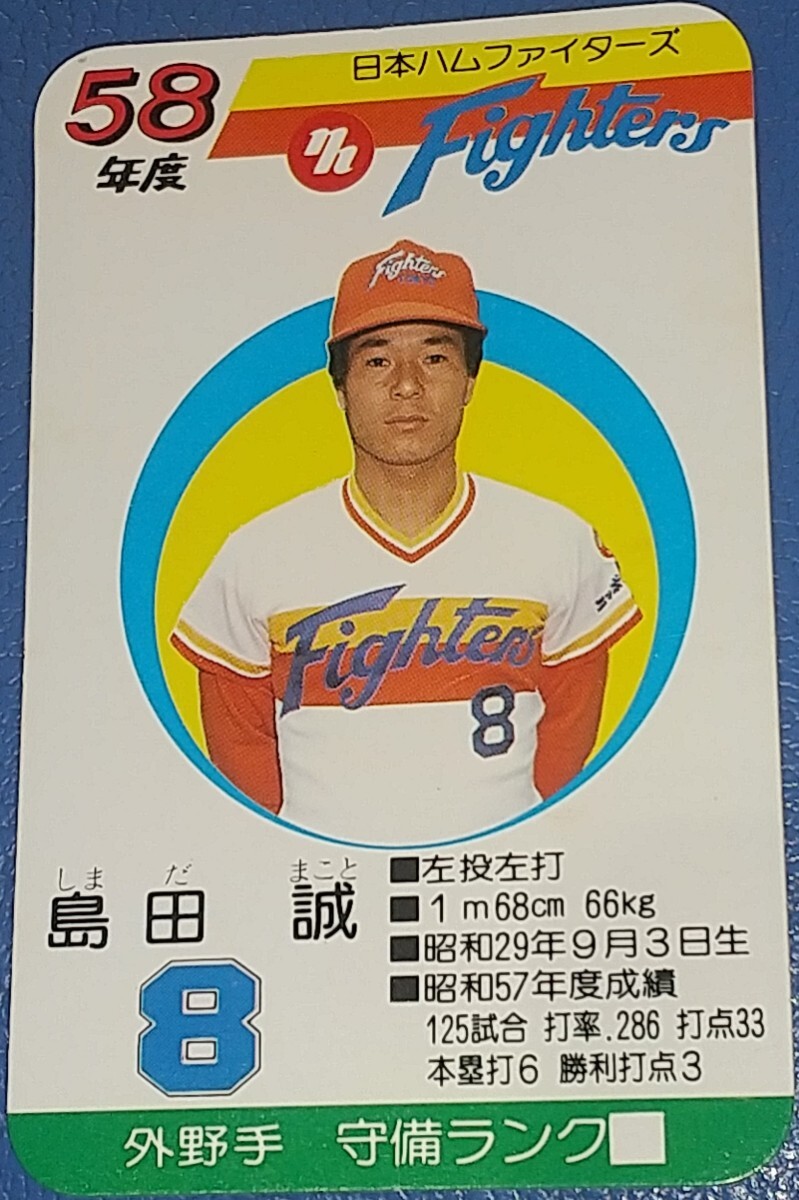 日本ハムファイターズ
58
年度
nh
Fighters
Fighters
Fighters
8
しま だ まこと
島田 誠
8
■左投左打
■1m68cm 66kg
■昭和29年9月3日生
■昭和57年度成績
125試合 打率.286 打点33
本塁打6 勝利打点3
外野手 守備ランク□